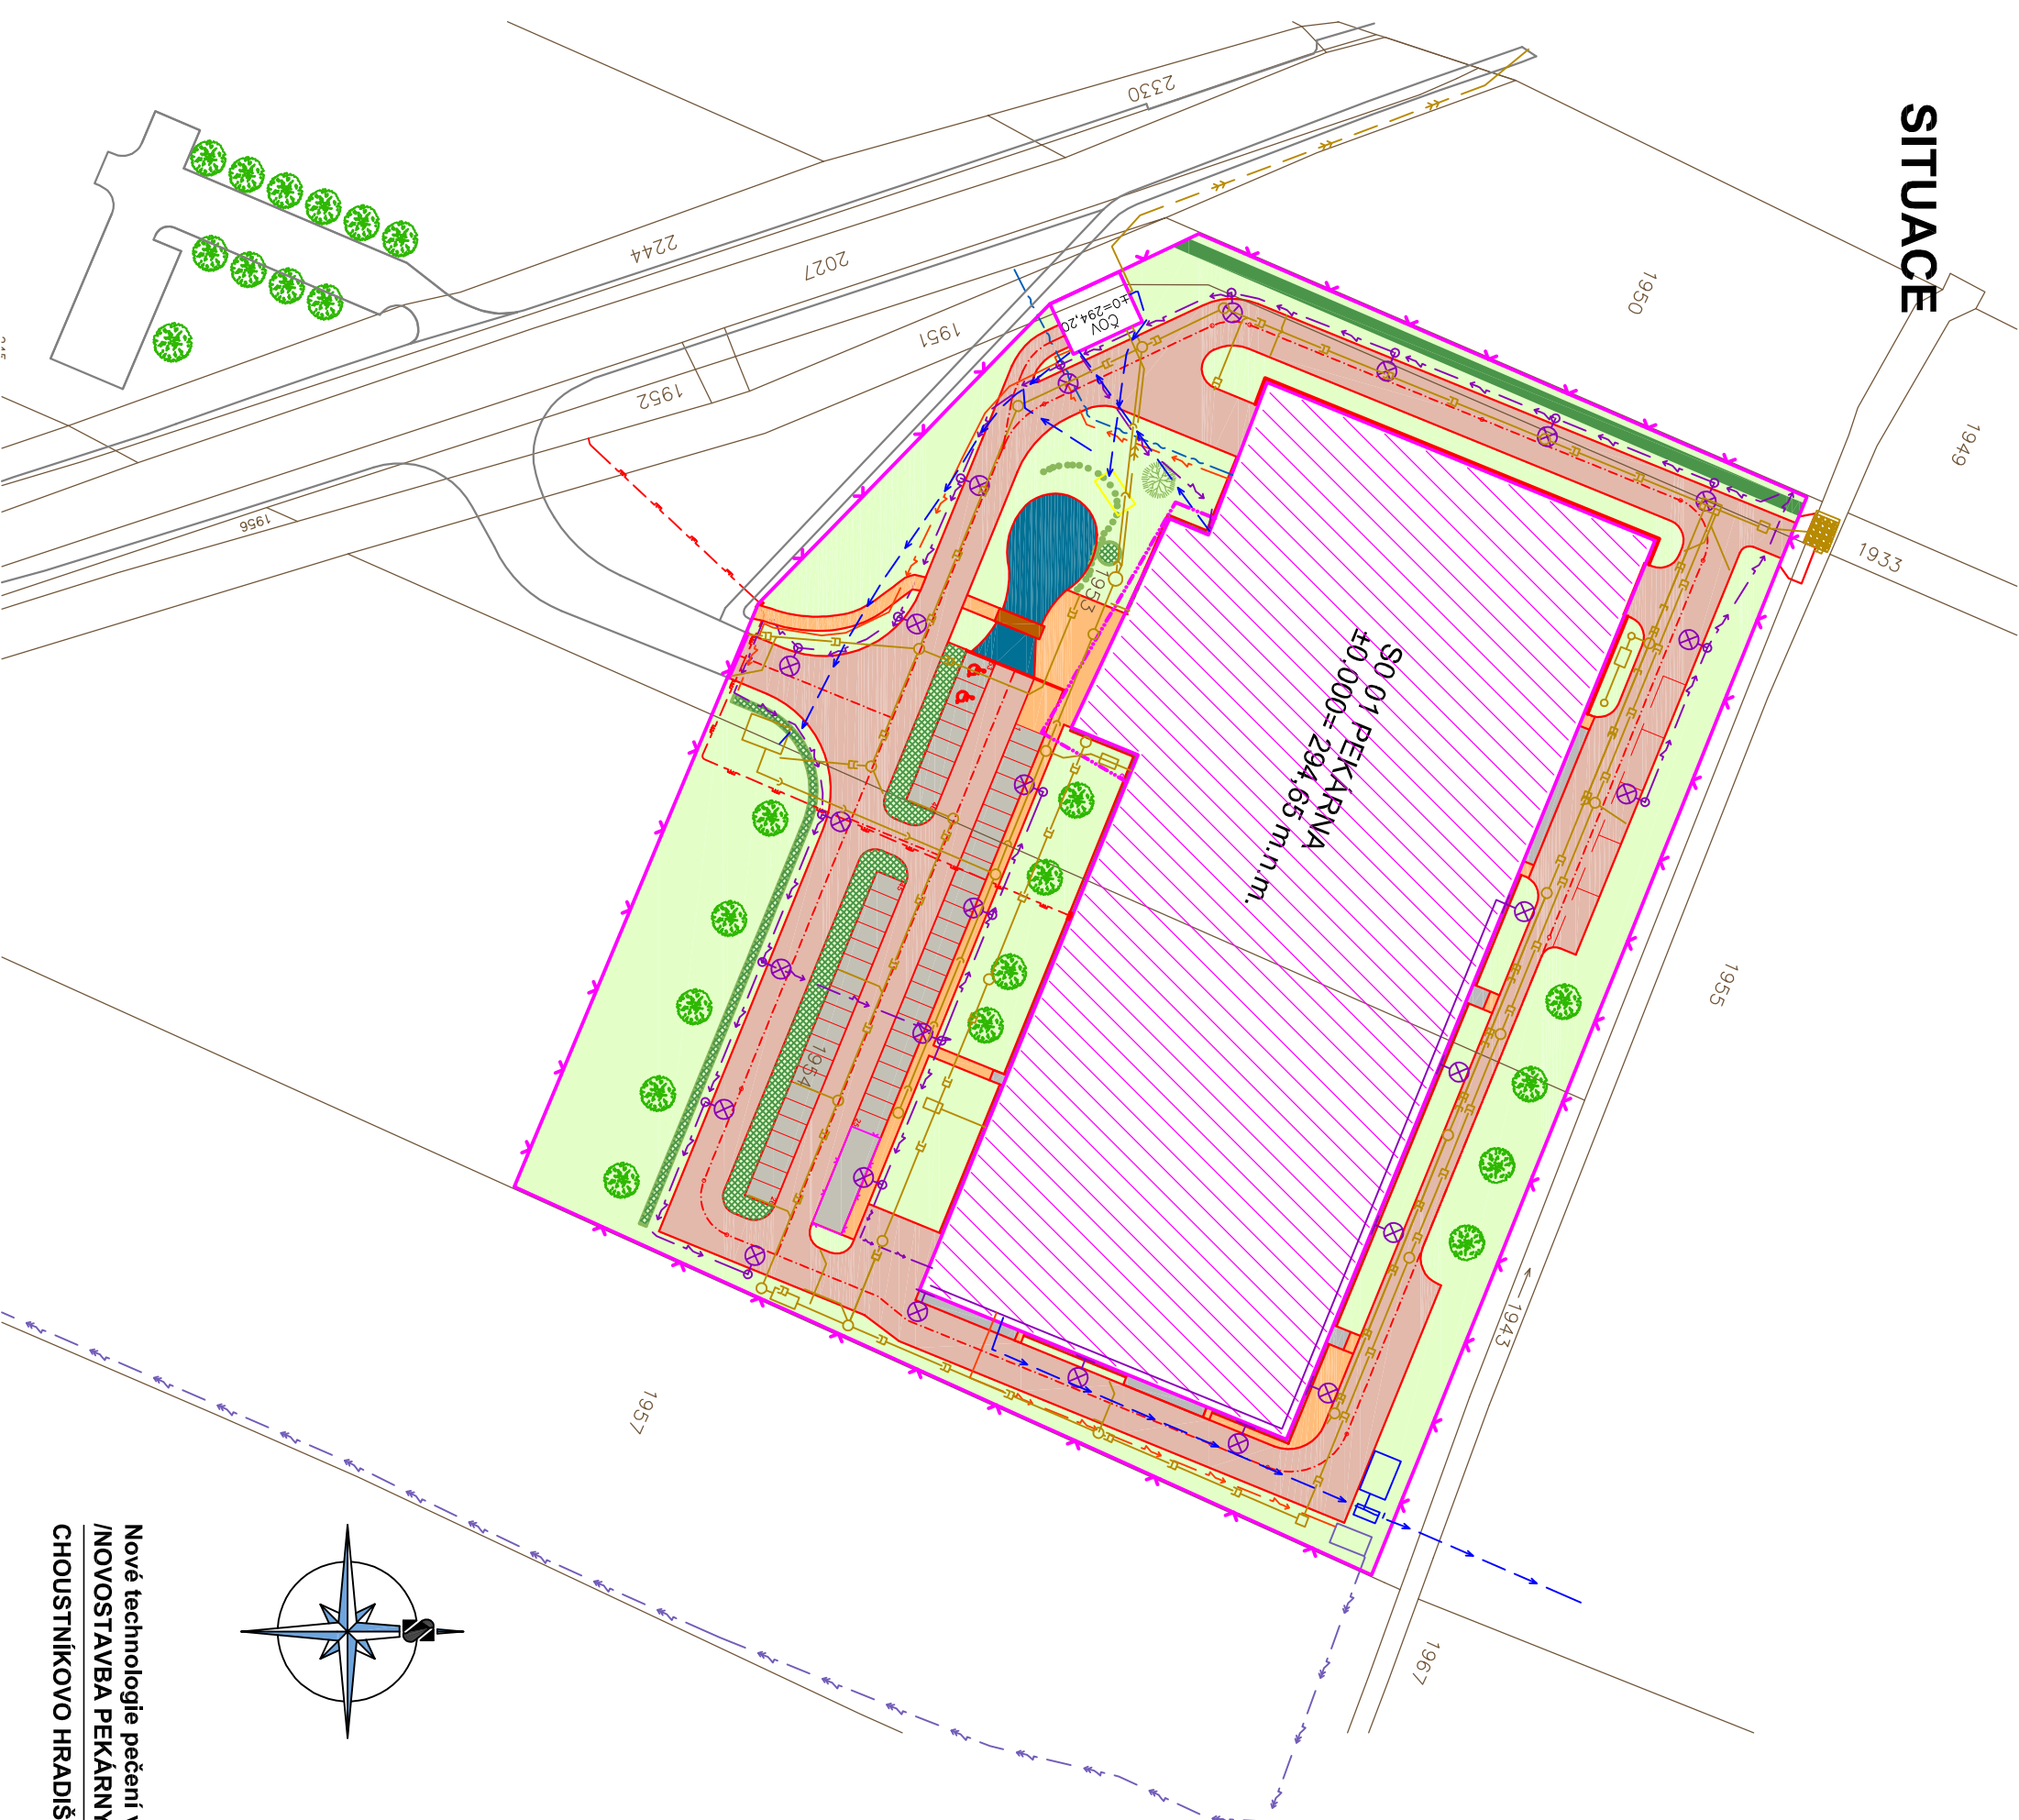 SITUACE
2330
2244
2027
1951
1952
1956
1950
1949
1933
ČOV
±0=294,20
1953
SO 01 PEKÁRNA
±0,000= 294,65 m.n.m.
1954
1955
1943
1957
1967
Nové technologie pečení
/NOVOSTAVBA PEKÁRNY
CHOUSTNÍKOVO HRADIŠ